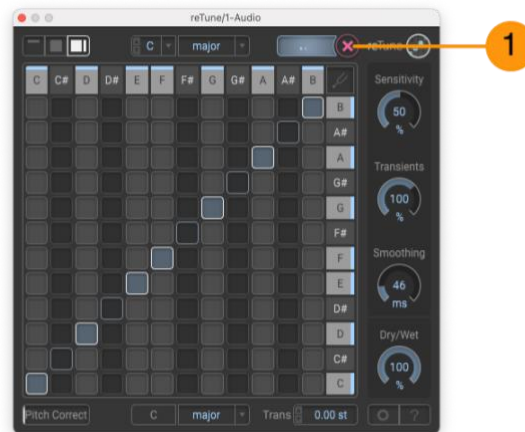 reTune/1-Audio
C major .. reTune
1
C C# D D# E F F# G G# A A# B
Sensitivity
50
%
B
A#
A
Transients
100
%
G#
G
F#
F
Smoothing
46
ms
E
D#
D
Dry/Wet
100
%
C#
C
Pitch Correct C major Trans 0.00 st ?